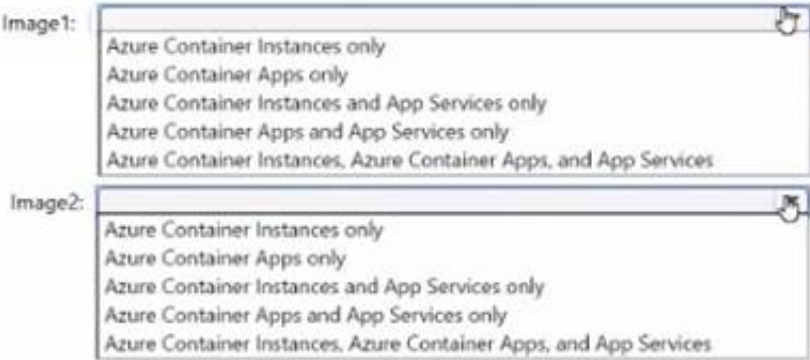 Image1:
Azure Container Instances only
Azure Container Apps only
Azure Container Instances and App Services only
Azure Container Apps and App Services only
Azure Container Instances, Azure Container Apps, and App Services
Image2:
Azure Container Instances only
Azure Container Apps only
Azure Container Instances and App Services only
Azure Container Apps and App Services only
Azure Container Instances, Azure Container Apps, and App Services